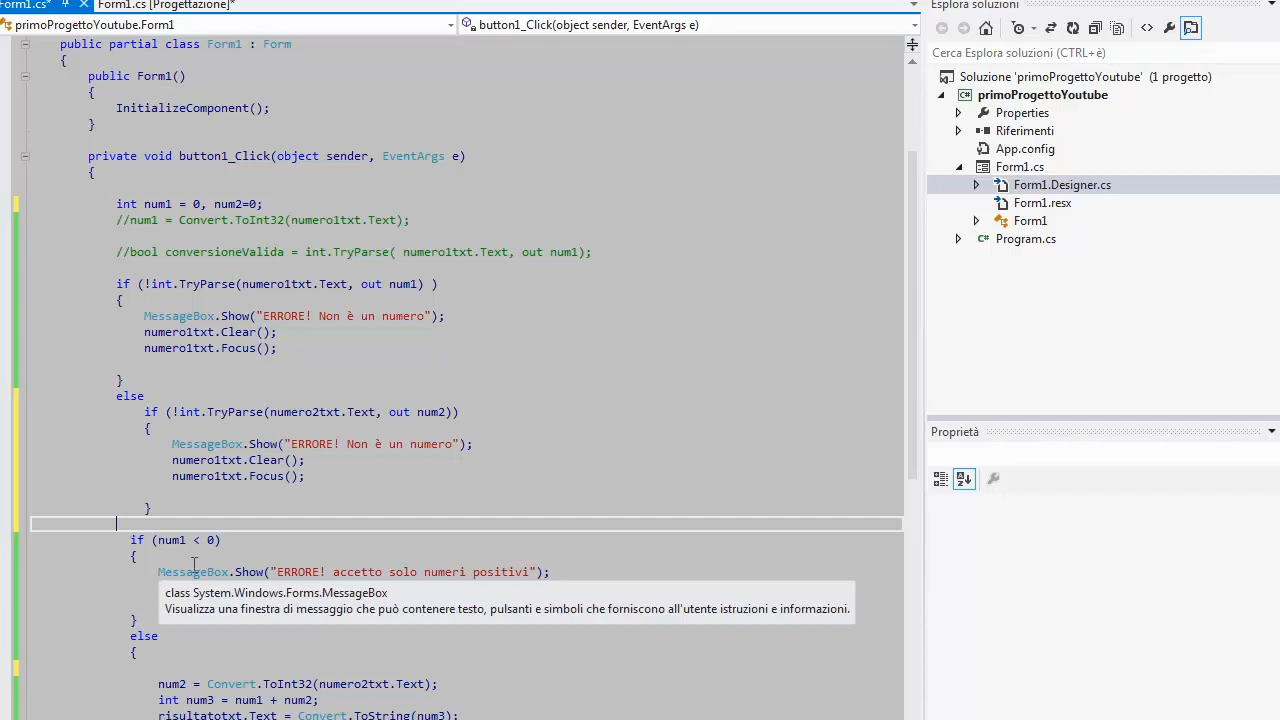 Form1.cs*
Form1.cs [Progettazione]*
primoProgettoYoutube.Form1
button1_Click(object sender, EventArgs e)
public partial class Form1 : Form
{
public Form1()
{
InitializeComponent();
}
private void button1_Click(object sender, EventArgs e)
{
int num1 = 0, num2=0;
//num1 = Convert.ToInt32(numero1txt.Text);
//bool conversioneValida = int.TryParse( numero1txt.Text, out num1);
if (!int.TryParse(numero1txt.Text, out num1) )
{
MessageBox.Show("ERRORE! Non è un numero");
numero1txt.Clear();
numero1txt.Focus();
}
else
if (!int.TryParse(numero2txt.Text, out num2))
{
MessageBox.Show("ERRORE! Non è un numero");
numero1txt.Clear();
numero1txt.Focus();
}
if (num1 < 0)
{
MessageBox.Show("ERRORE! accetto solo numeri positivi");
class System.Windows.Forms.MessageBox
Visualizza una finestra di messaggio che può contenere testo, pulsanti e simboli che forniscono all'utente istruzioni e informazioni.
}
else
{
num2 = Convert.ToInt32(numero2txt.Text);
int num3 = num1 + num2;
risultatotxt.Text = Convert.ToString(num3);
Esplora soluzioni
Cerca Esplora soluzioni (CTRL+è)
Soluzione 'primoProgettoYoutube' (1 progetto)
C# primoProgettoYoutube
Properties
Riferimenti
App.config
Form1.cs
Form1.Designer.cs
Form1.resx
Form1
C# Program.cs
Proprietà